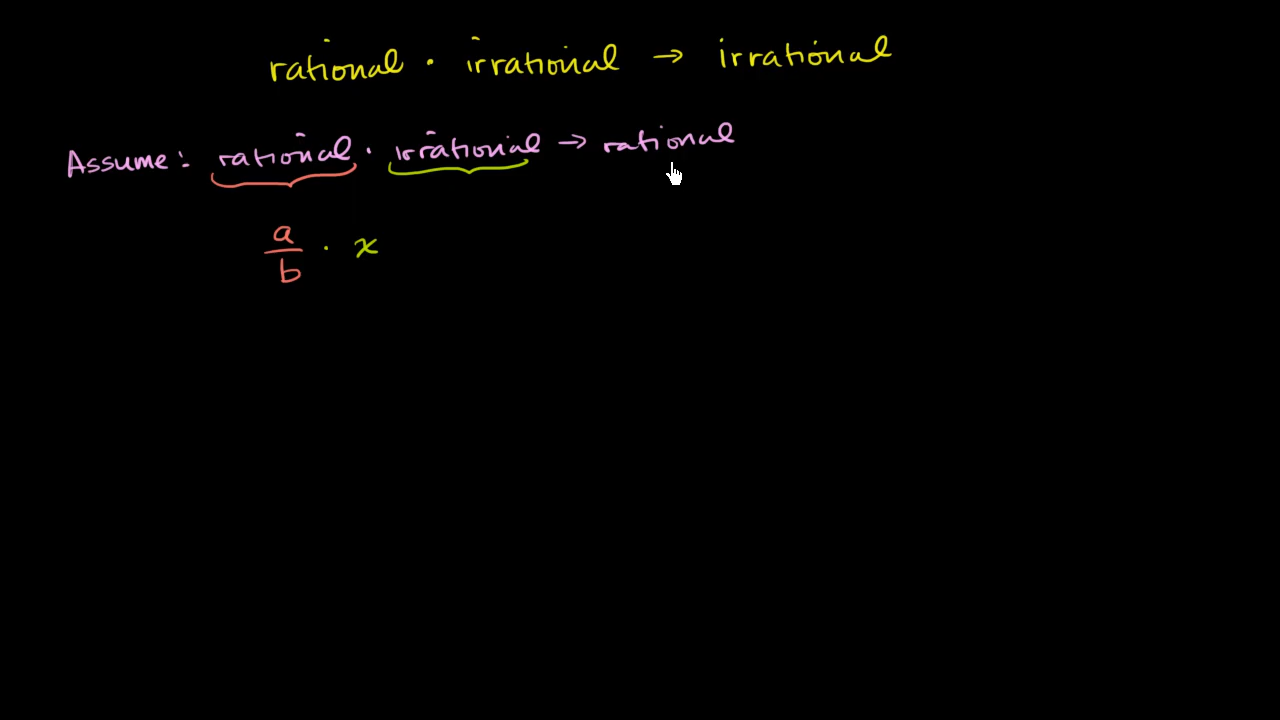 rational · irrational → irrational
Assume: rational · irrational → rational
a/b · x